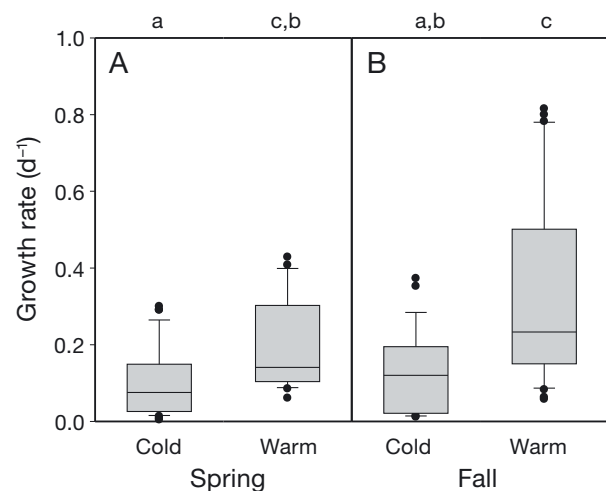 a c,b a,b c
A B
1.0
0.8
0.6
0.4
0.2
0.0
Growth rate (d⁻¹)
Cold Warm Cold Warm
Spring Fall